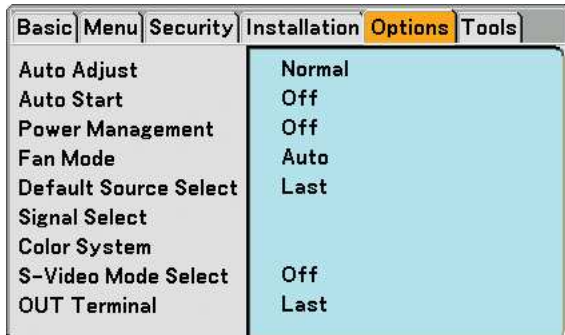 Basic Menu Security Installation Options Tools
Auto Adjust Normal
Auto Start Off
Power Management Off
Fan Mode Auto
Default Source Select Last
Signal Select
Color System
S-Video Mode Select Off
OUT Terminal Last